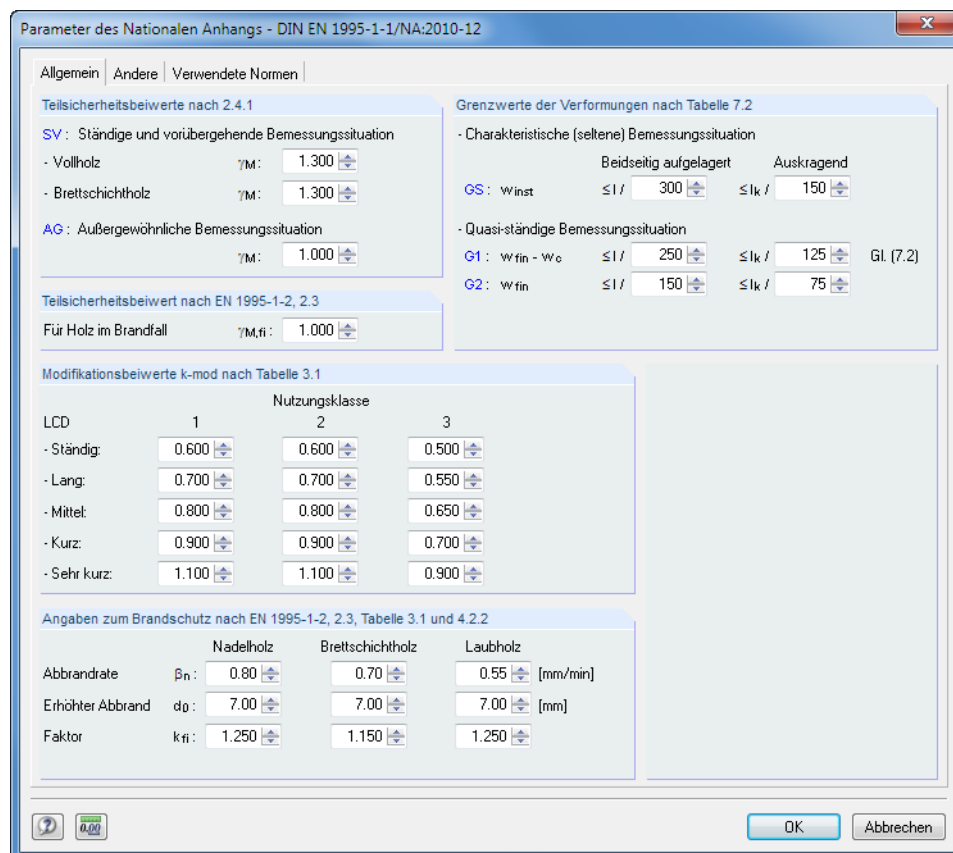 Parameter des Nationalen Anhangs - DIN EN 1995-1-1/NA:2010-12
Allgemein Andere Verwendete Normen
Teilsicherheitsbeiwerte nach 2.4.1
SV : Ständige und vorübergehende Bemessungssituation
- Vollholz γM : 1.300
- Brettschichtholz γM : 1.300
AG : Außergewöhnliche Bemessungssituation
γM : 1.000
Teilsicherheitsbeiwert nach EN 1995-1-2, 2.3
Für Holz im Brandfall γM,fi : 1.000
Grenzwerte der Verformungen nach Tabelle 7.2
- Charakteristische (seltene) Bemessungssituation
Beidseitig aufgelagert Auskragend
GS : winst ≤ l / 300 ≤ lk / 150
- Quasi-ständige Bemessungssituation
G1 : wfin - wc ≤ l / 250 ≤ lk / 125 Gl. (7.2)
G2 : wfin ≤ l / 150 ≤ lk / 75
Modifikationsbeiwerte k-mod nach Tabelle 3.1
Nutzungsklasse
LCD 1 2 3
- Ständig: 0.600 0.600 0.500
- Lang: 0.700 0.700 0.550
- Mittel: 0.800 0.800 0.650
- Kurz: 0.900 0.900 0.700
- Sehr kurz: 1.100 1.100 0.900
Angaben zum Brandschutz nach EN 1995-1-2, 2.3, Tabelle 3.1 und 4.2.2
Nadelholz Brettschichtholz Laubholz
Abbrandrate βn : 0.80 0.70 0.55 [mm/min]
Erhöhter Abbrand d0 : 7.00 7.00 7.00 [mm]
Faktor kfi : 1.250 1.150 1.250
0.00
OK Abbrechen